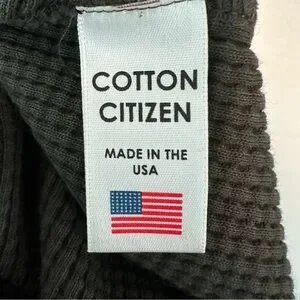 COTTON
CITIZEN
MADE IN THE
USA